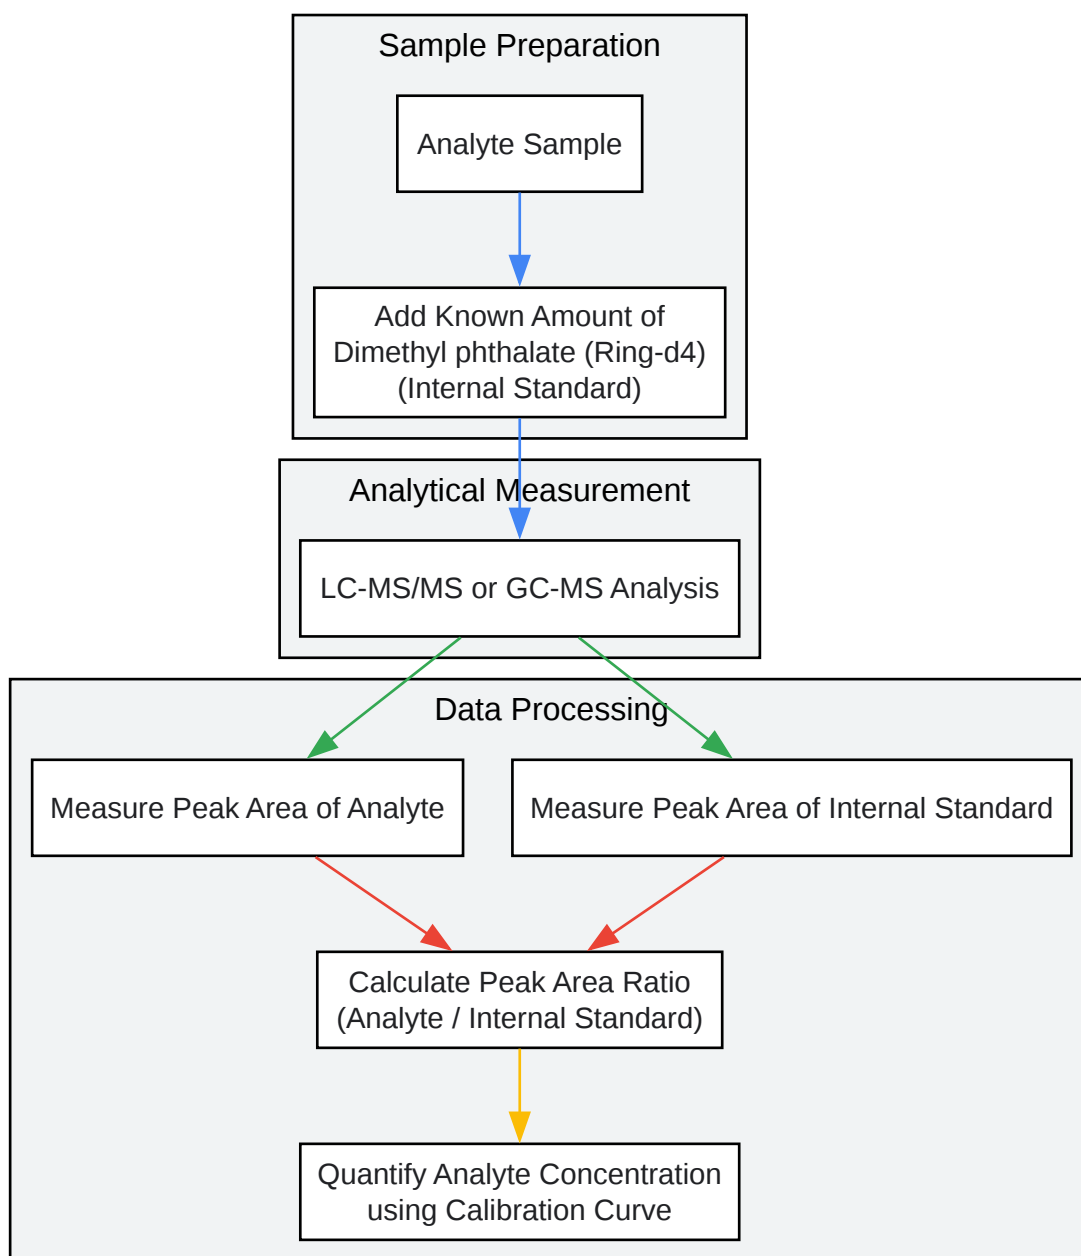 Sample Preparation
Analyte Sample
Add Known Amount of
Dimethyl phthalate (Ring-d4)
(Internal Standard)
Analytical Measurement
LC-MS/MS or GC-MS Analysis
Data Processing
Measure Peak Area of Analyte
Measure Peak Area of Internal Standard
Calculate Peak Area Ratio
(Analyte / Internal Standard)
Quantify Analyte Concentration
using Calibration Curve